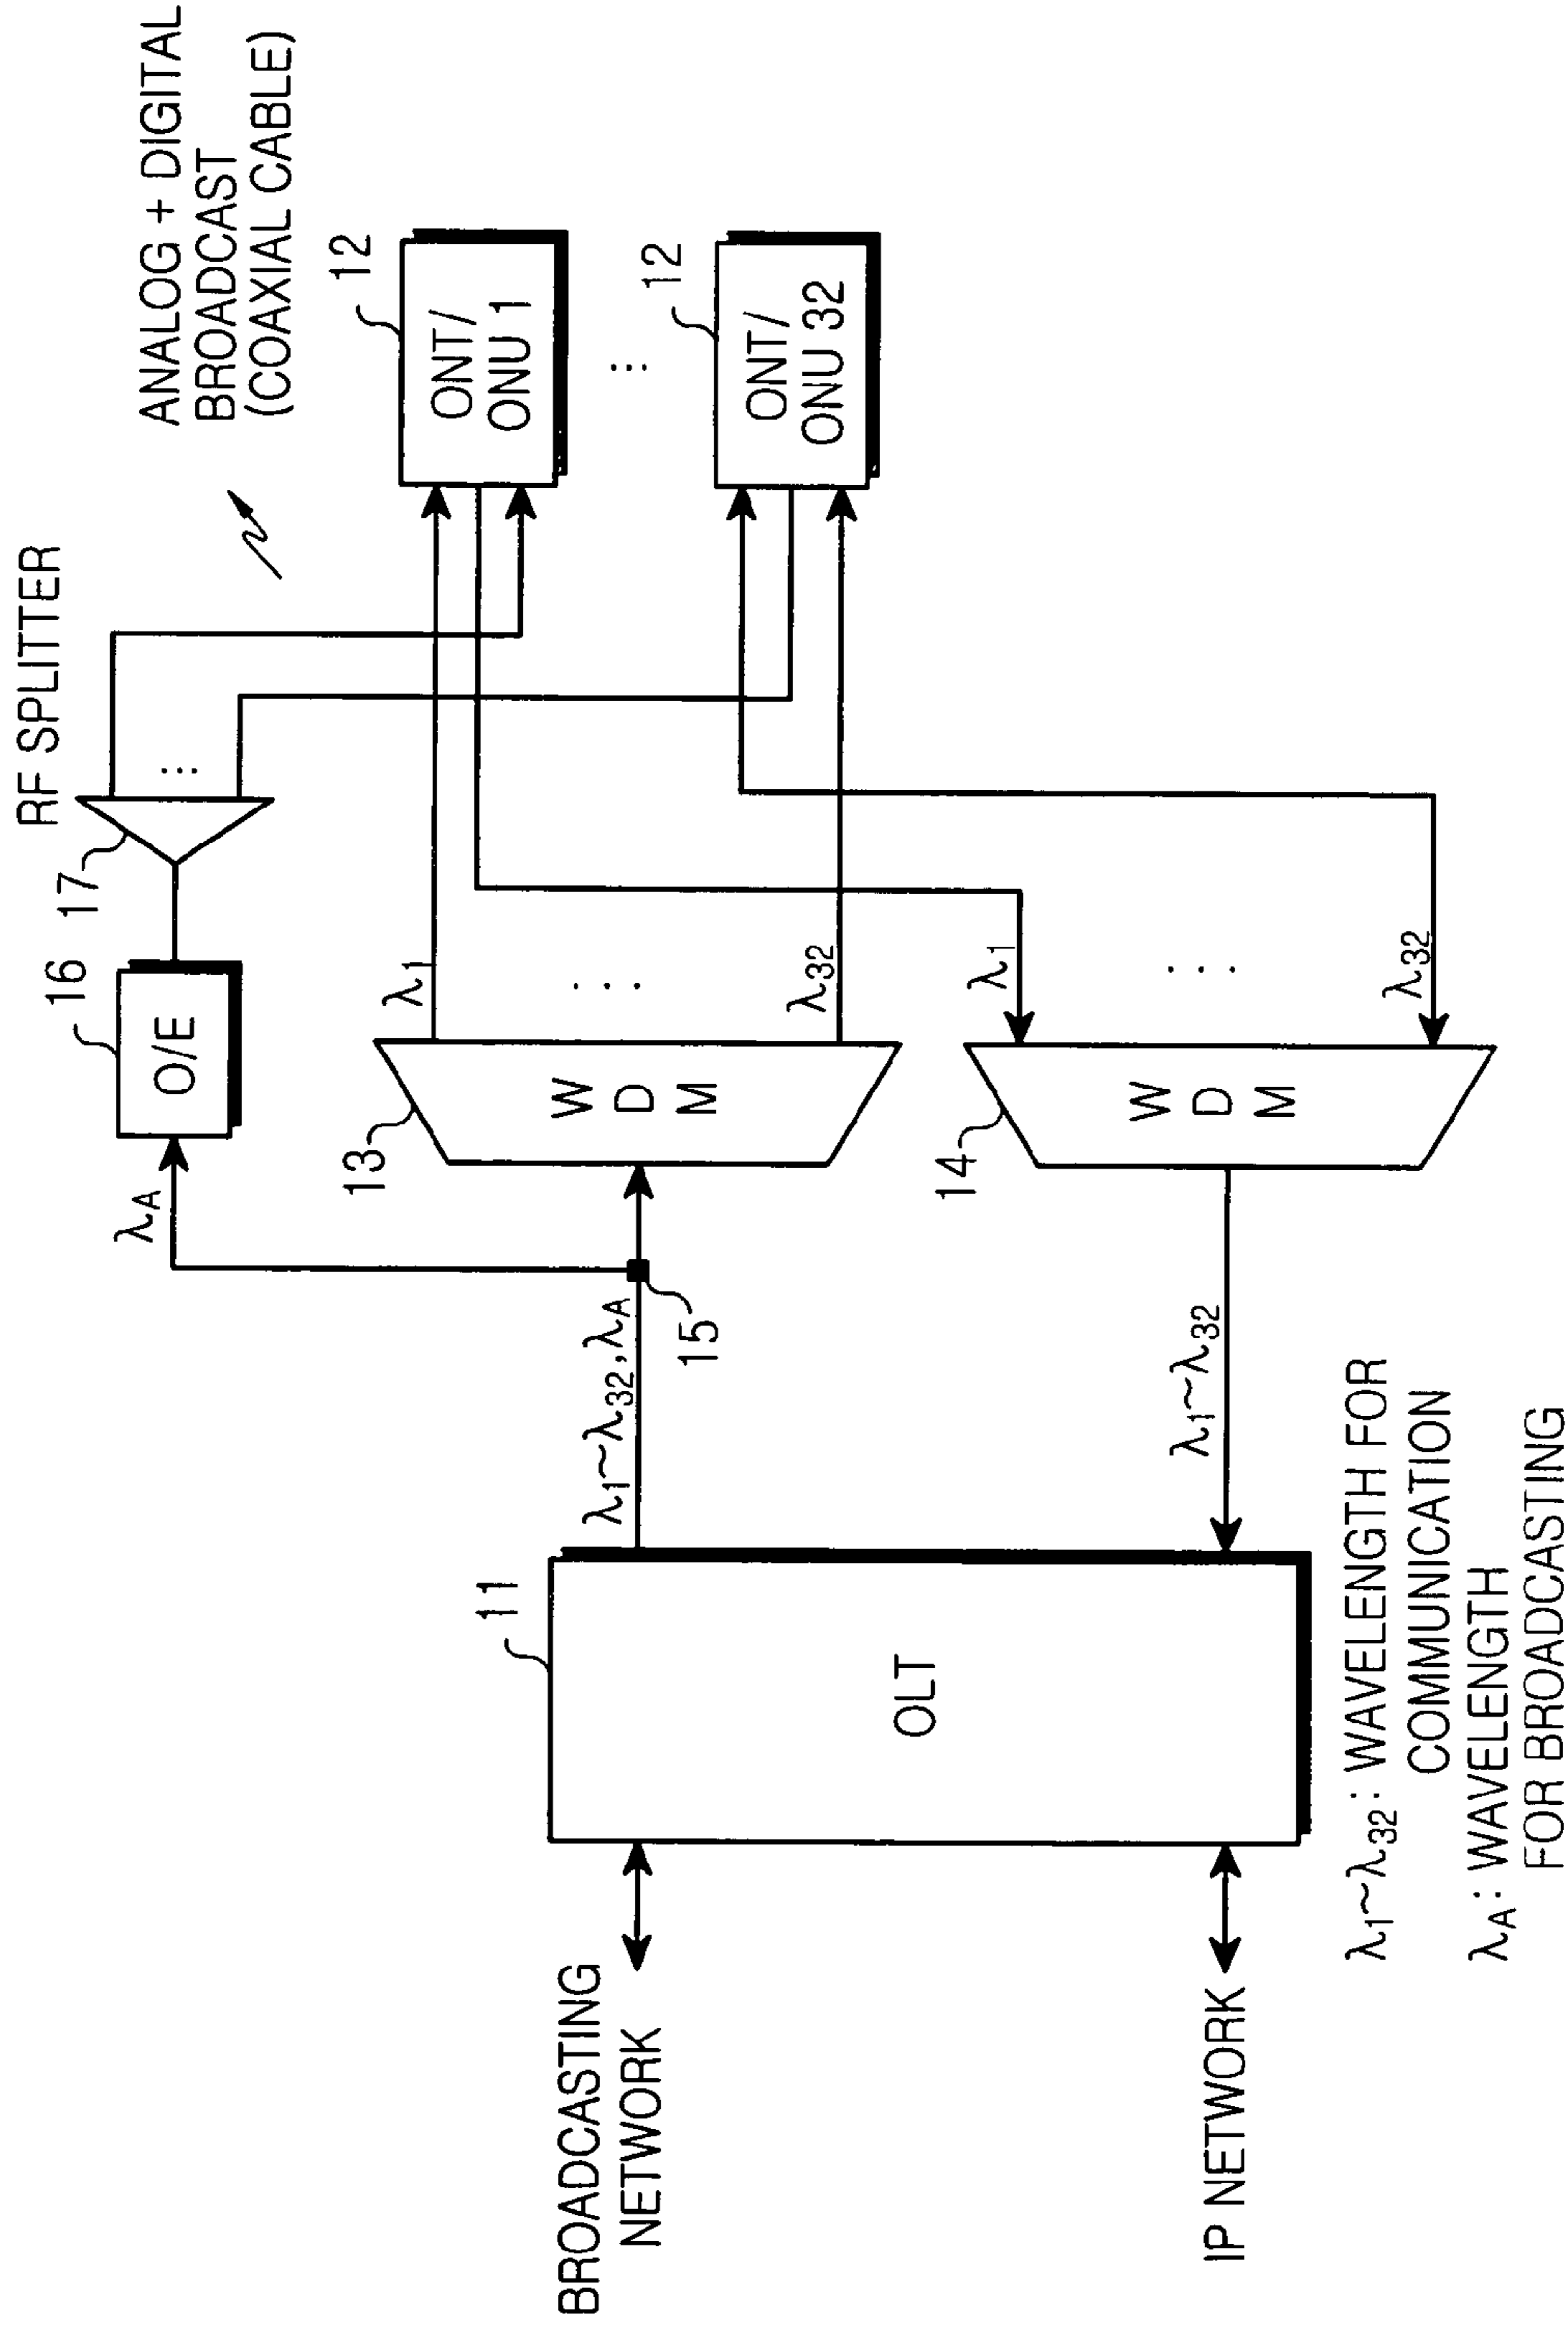 RF SPLITTER
ANALOG + DIGITAL
BROADCAST
(COAXIAL CABLE)
17
16
O/E
λA
12
ONT/
ONU 1
⋮
12
ONT/
ONU 32
λ1
...
λ32
13
W
D
M
15
λ1~λ32, λA
λ1
...
λ32
14
W
D
M
λ1~λ32
11
OLT
BROADCASTING
NETWORK
IP NETWORK
λ1~λ32: WAVELENGTH FOR
COMMUNICATION
λA: WAVELENGTH
FOR BROADCASTING